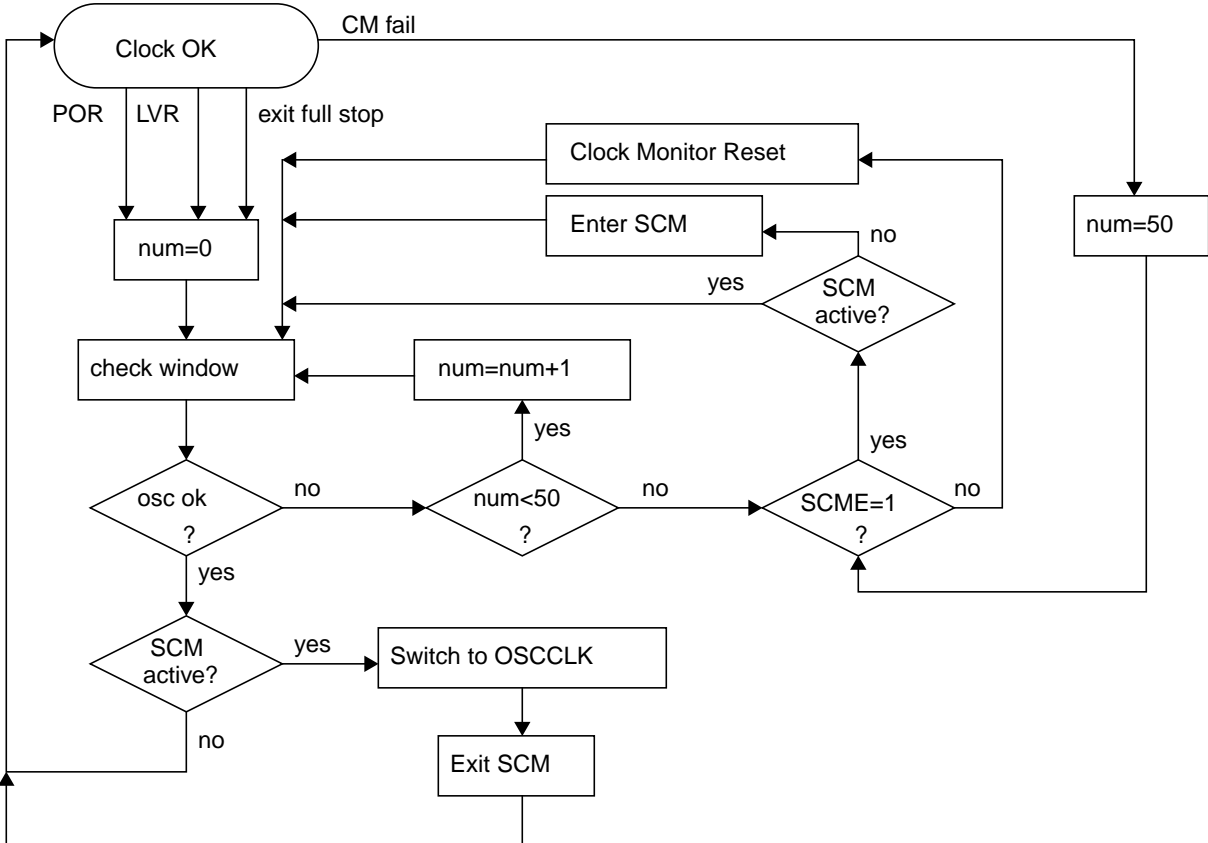 CM fail
Clock OK
POR
LVR
exit full stop
Clock Monitor Reset
Enter SCM
no
num=50
num=0
yes
SCM
active?
check window
num=num+1
yes
yes
osc ok
?
no
num<50
?
no
SCME=1
?
no
yes
SCM
active?
yes
Switch to OSCCLK
no
Exit SCM